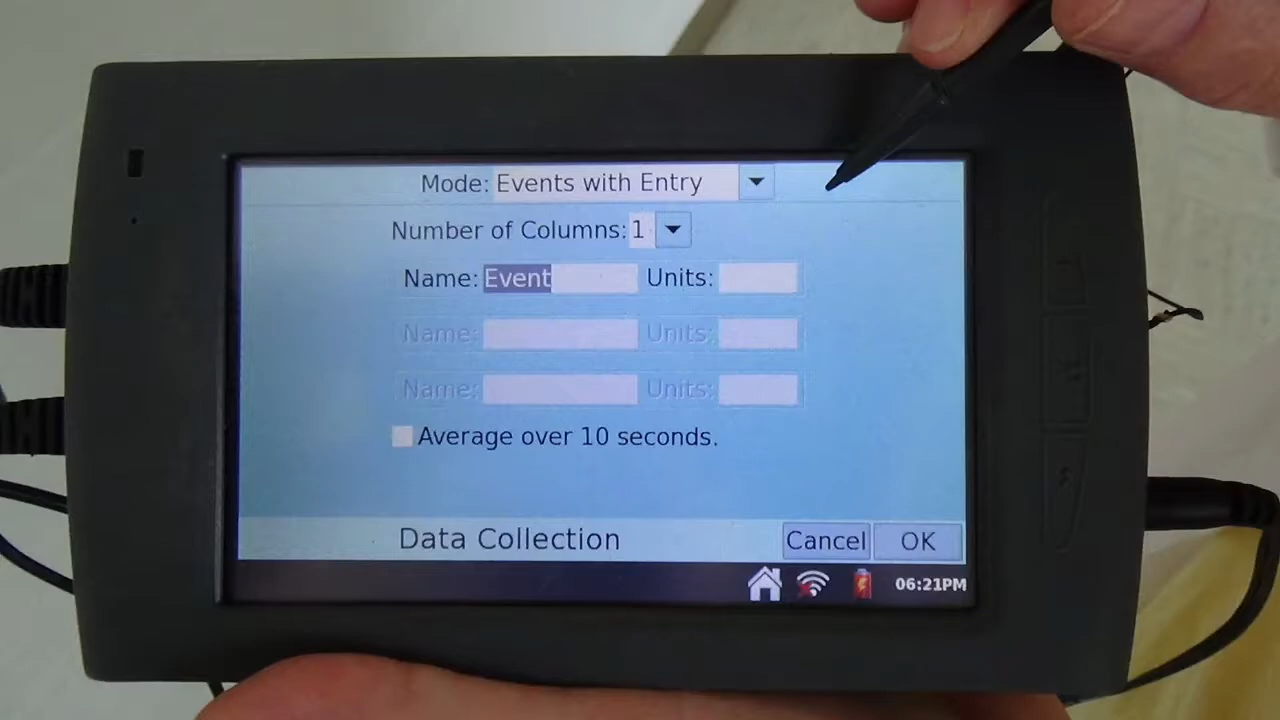 Mode: Events with Entry
Number of Columns: 1
Name: Event Units:
Name: Units:
Name: Units:
Average over 10 seconds.
Data Collection Cancel OK
06:21PM